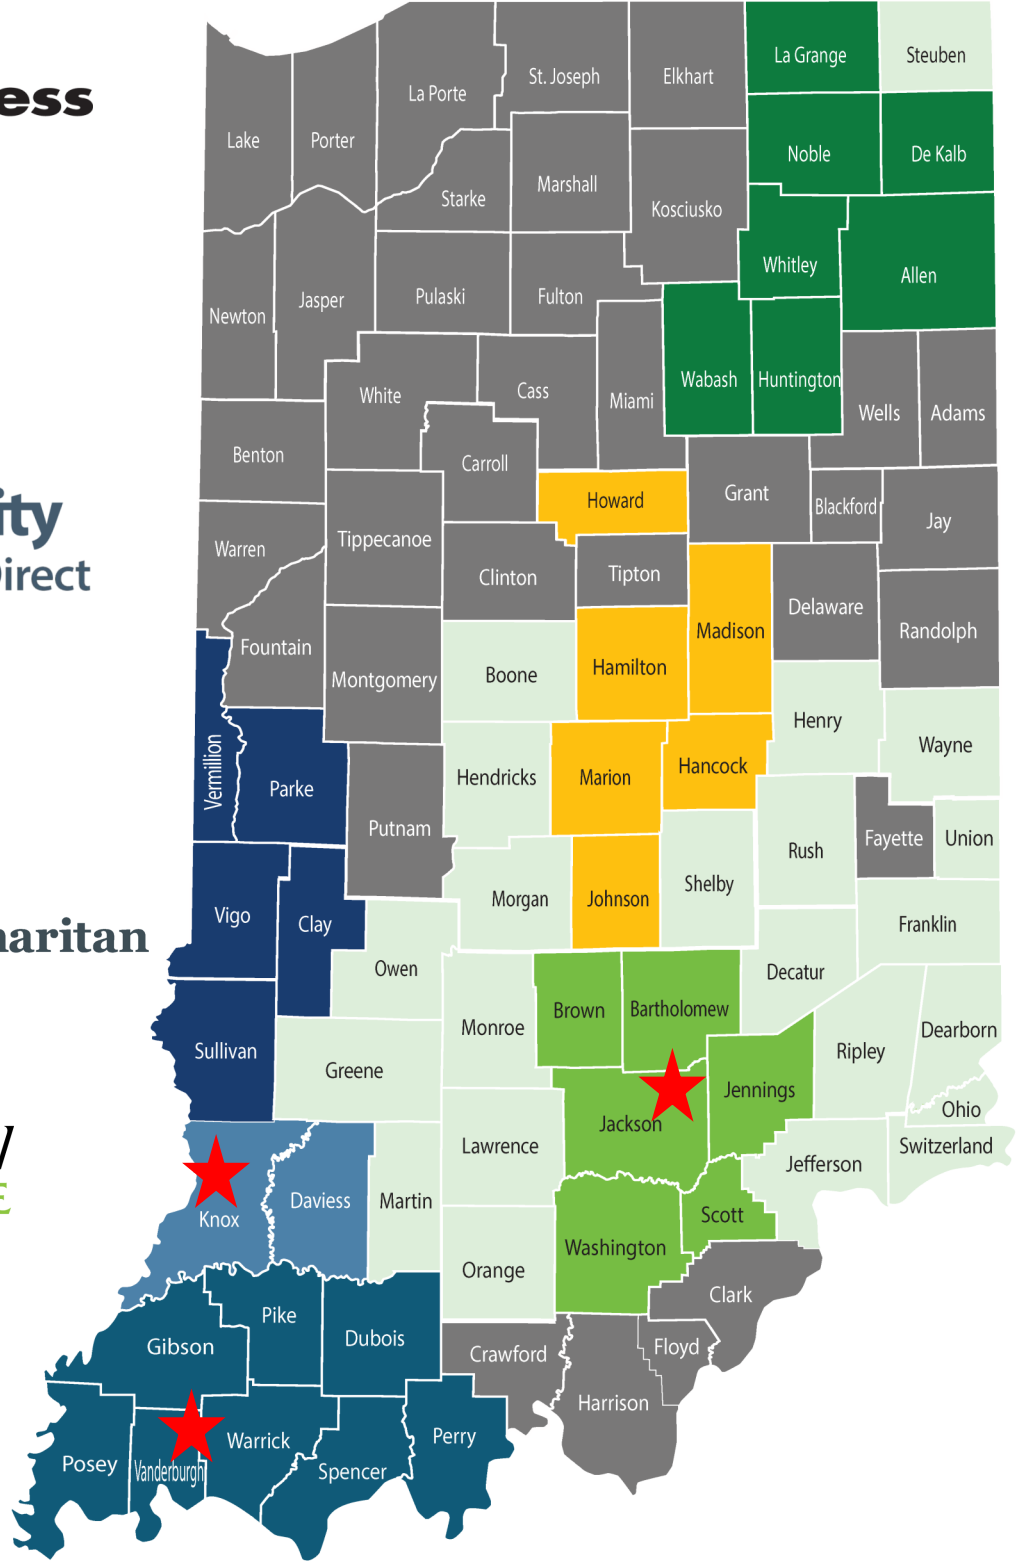 La Grange
Steuben
St. Joseph
Elkhart
La Porte
ess
Lake
Porter
Noble
De Kalb
Starke
Marshall
Kosciusko
Whitley
Allen
Newton
Jasper
Pulaski
Fulton
Wabash
Huntington
White
Cass
Miami
Wells
Adams
Benton
Carroll
Howard
Grant
Blackford
Jay
ity
Warren
Tippecanoe
Clinton
Tipton
Direct
Delaware
Madison
Randolph
Fountain
Montgomery
Boone
Hamilton
Henry
Wayne
Vermillion
Parke
Hendricks
Marion
Hancock
Putnam
Rush
Fayette
Union
Morgan
Johnson
Shelby
Vigo
Clay
Franklin
haritan
Owen
Decatur
Monroe
Brown
Bartholomew
Sullivan
Greene
Ripley
Dearborn
Jennings
Ohio
Jackson
Lawrence
Switzerland
y
Jefferson
E
Knox
Daviess
Martin
Scott
Washington
Orange
Clark
Pike
Gibson
Dubois
Crawford
Floyd
Harrison
Posey
Vanderburgh
Warrick
Spencer
Perry